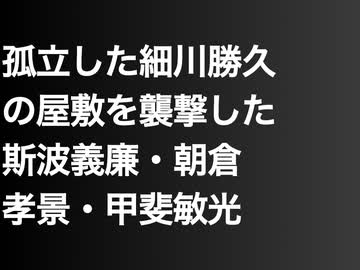 孤立した細川勝久
の屋敷を襲撃した
斯波義廉・朝倉
孝景・甲斐敏光